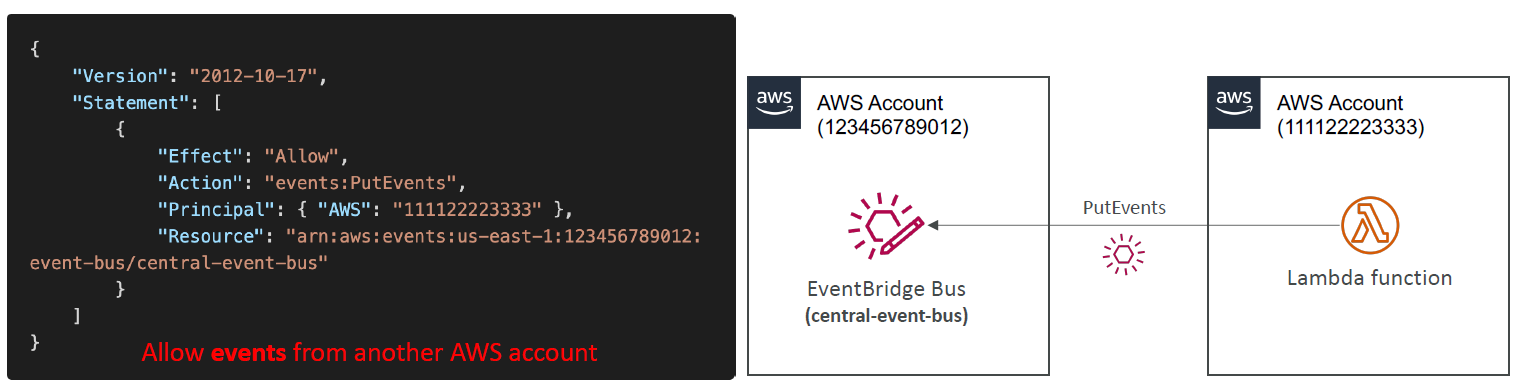 {
"Version": "2012-10-17",
"Statement": [
{
"Effect": "Allow",
"Action": "events:PutEvents",
"Principal": { "AWS": "111122223333" },
"Resource": "arn:aws:events:us-east-1:123456789012:
event-bus/central-event-bus"
}
]
}
Allow events from another AWS account
aws
AWS Account
(123456789012)
EventBridge Bus
(central-event-bus)
PutEvents
aws
AWS Account
(111122223333)
Lambda function